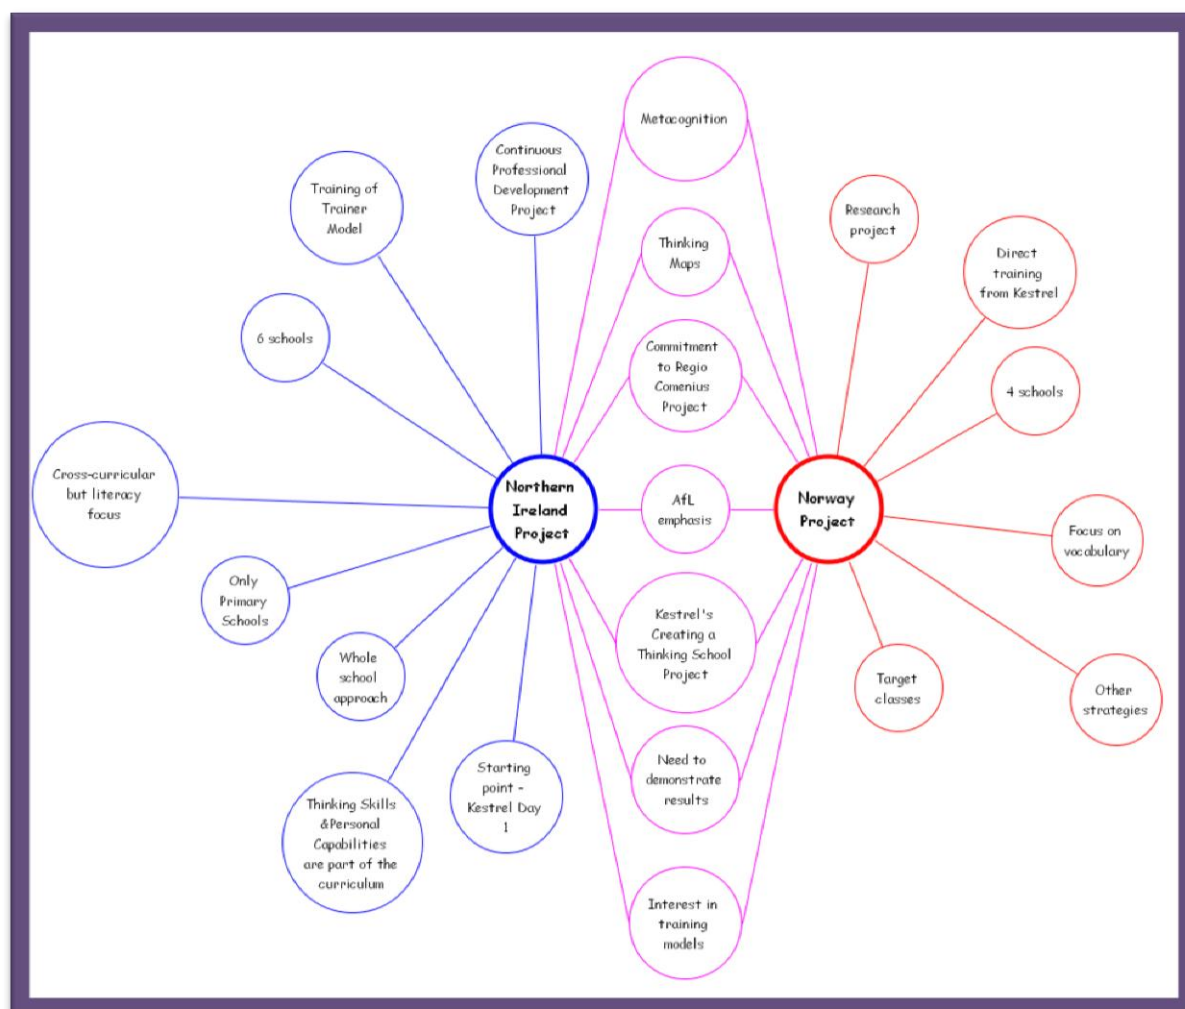 Continuous
Professional
Development
Project
Training of
Trainer
Model
6 schools
Cross-curricular
but literacy
focus
Only
Primary
Schools
Whole
school
approach
Thinking Skills
&Personal
Capabilities
are part of the
curriculum
Starting
point -
Kestrel Day
1
Northern
Ireland
Project
Metacognition
Thinking
Maps
Commitment
to Regio
Comenius
Project
AfL
emphasis
Kestrel's
Creating a
Thinking School
Project
Need to
demonstrate
results
Interest in
training
models
Norway
Project
Research
project
Direct
training
from Kestrel
4 schools
Focus on
vocabulary
Other
strategies
Target
classes